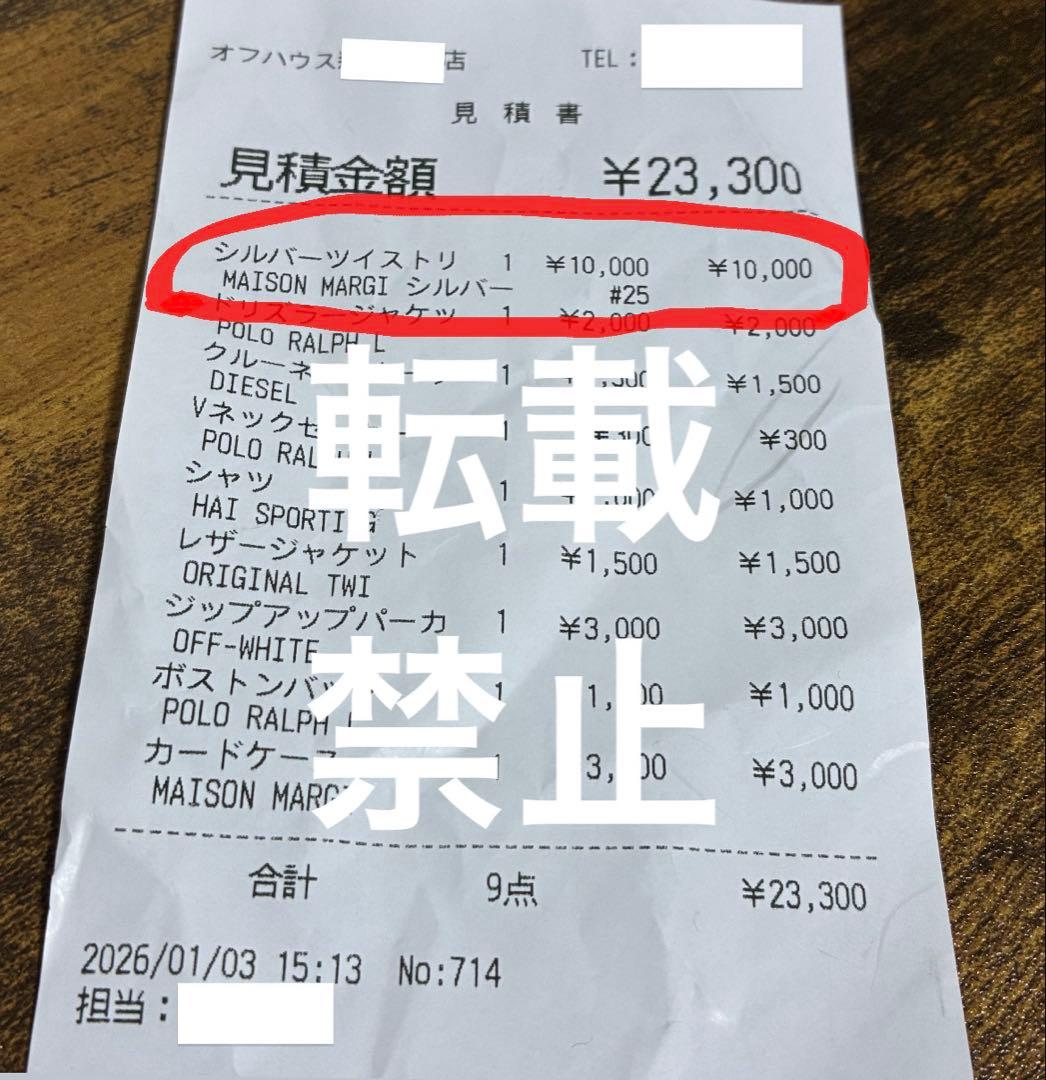 オフハウス 店 TEL：
見積書
見積金額 ￥23,300
シルバーツイストリ 1 ￥10,000 ￥10,000
MAISON MARGI シルバー #25
ドリズラージャケッ 1 ￥2,000 ￥2,000
POLO RALPH L
クルーネ 1 ￥1,500
DIESEL
Vネックセ 1 ￥300
POLO RAL
シャツ 1 ￥1,000
HAI SPORTING
レザージャケット 1 ￥1,500 ￥1,500
ORIGINAL TWI
ジップアップパーカ 1 ￥3,000 ￥3,000
OFF-WHITE
ボストンバッ 1 ￥1,000
POLO RALPH L
カードケース 1 ￥3,000
MAISON MARGI
合計 9点 ￥23,300
2026/01/03 15:13 No:714
担当：
転載
禁止